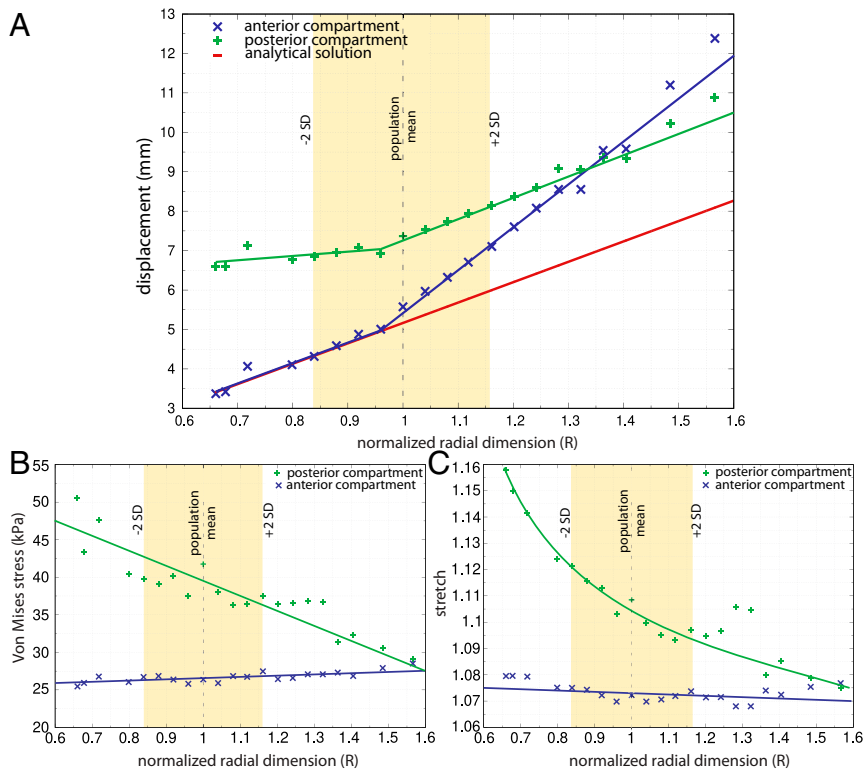 A
anterior compartment
posterior compartment
analytical solution
displacement (mm)
13
12
11
10
9
8
7
6
5
4
3
-2 SD
population
mean
+2 SD
0.6 0.7 0.8 0.9 1 1.1 1.2 1.3 1.4 1.5 1.6
normalized radial dimension (R)
B
posterior compartment
anterior compartment
Von Mises stress (kPa)
55
50
45
40
35
30
25
20
-2 SD
population
mean
+2 SD
0.6 0.7 0.8 0.9 1 1.1 1.2 1.3 1.4 1.5 1.6
normalized radial dimension (R)
C
posterior compartment
anterior compartment
stretch
1.16
1.15
1.14
1.13
1.12
1.11
1.10
1.09
1.08
1.07
1.06
-2 SD
population
mean
+2 SD
0.6 0.7 0.8 0.9 1 1.1 1.2 1.3 1.4 1.5 1.6
normalized radial dimension (R)